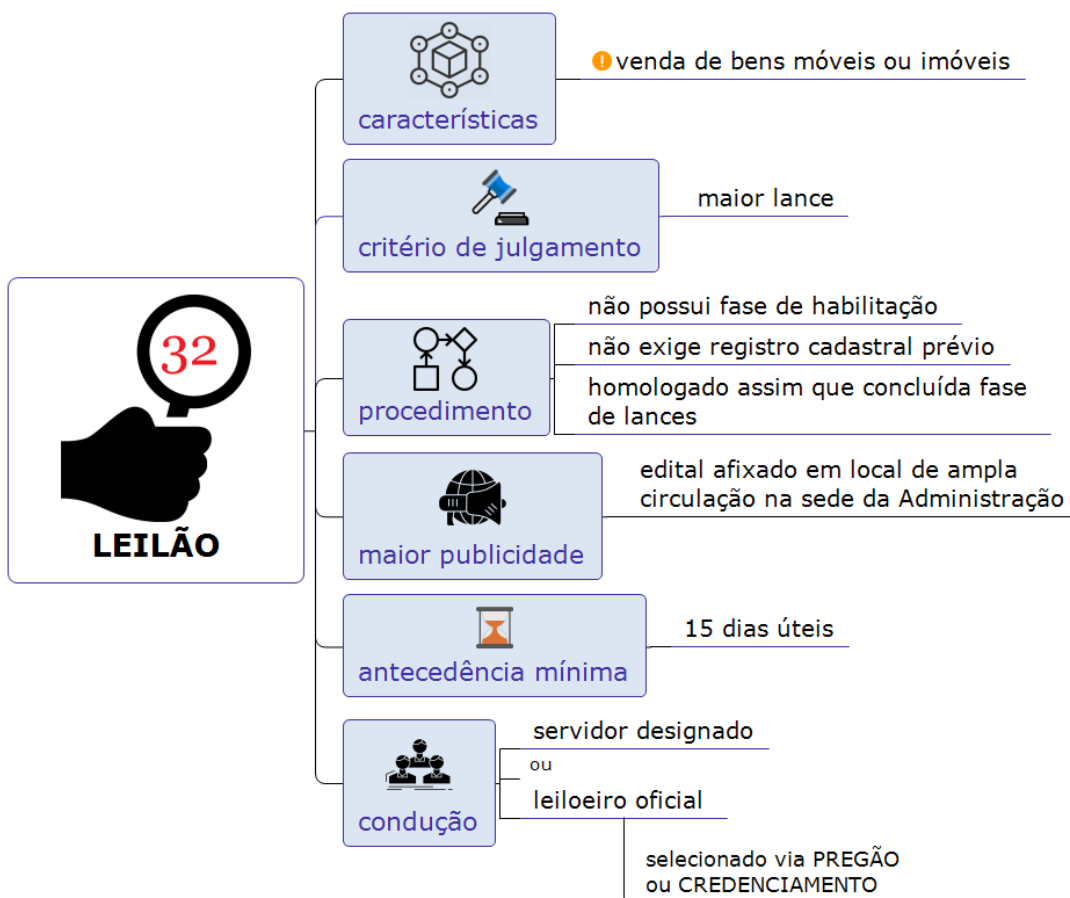 32
LEILÃO
características
venda de bens móveis ou imóveis
critério de julgamento
maior lance
procedimento
não possui fase de habilitação
não exige registro cadastral prévio
homologado assim que concluída fase
de lances
maior publicidade
edital afixado em local de ampla
circulação na sede da Administração
antecedência mínima
15 dias úteis
condução
servidor designado
ou
leiloeiro oficial
selecionado via PREGÃO
ou CREDENCIAMENTO